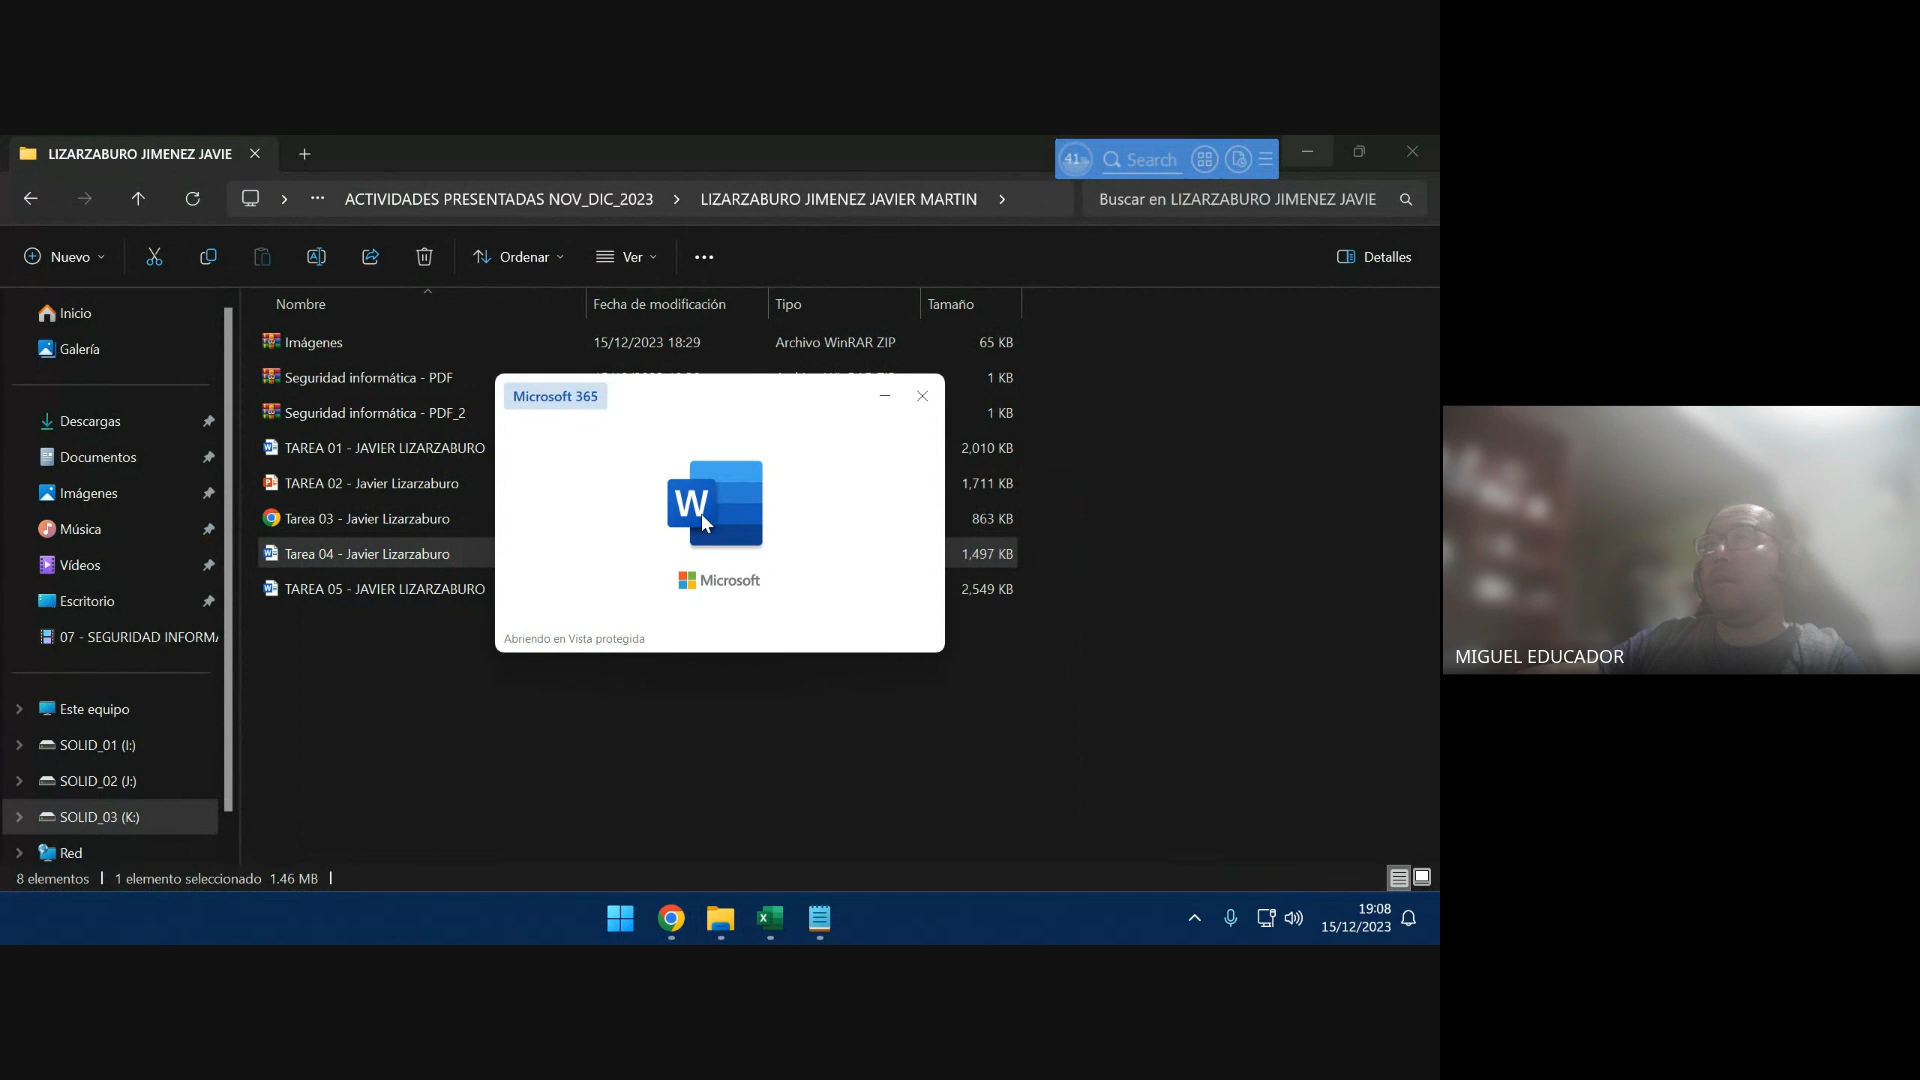 LIZARZABURO JIMENEZ JAVIE
41%
Search
ACTIVIDADES PRESENTADAS NOV_DIC_2023
LIZARZABURO JIMENEZ JAVIER MARTIN
Buscar en LIZARZABURO JIMENEZ JAVIE
Nuevo
Ordenar
Ver
Detalles
Nombre
Fecha de modificación
Tipo
Tamaño
Inicio
Galería
Descargas
Documentos
Imágenes
Música
Vídeos
Escritorio
07 - SEGURIDAD INFORMA
Este equipo
SOLID_01 (I:)
SOLID_02 (J:)
SOLID_03 (K:)
Red
Imágenes 15/12/2023 18:29 Archivo WinRAR ZIP 65 KB
Seguridad informática - PDF 1 KB
Seguridad informática - PDF_2 1 KB
TAREA 01 - JAVIER LIZARZABURO 2,010 KB
TAREA 02 - Javier Lizarzaburo 1,711 KB
Tarea 03 - Javier Lizarzaburo 863 KB
Tarea 04 - Javier Lizarzaburo 1,497 KB
TAREA 05 - JAVIER LIZARZABURO 2,549 KB
Microsoft 365
W
Microsoft
Abriendo en Vista protegida
8 elementos
1 elemento seleccionado 1.46 MB
19:08
15/12/2023
MIGUEL EDUCADOR